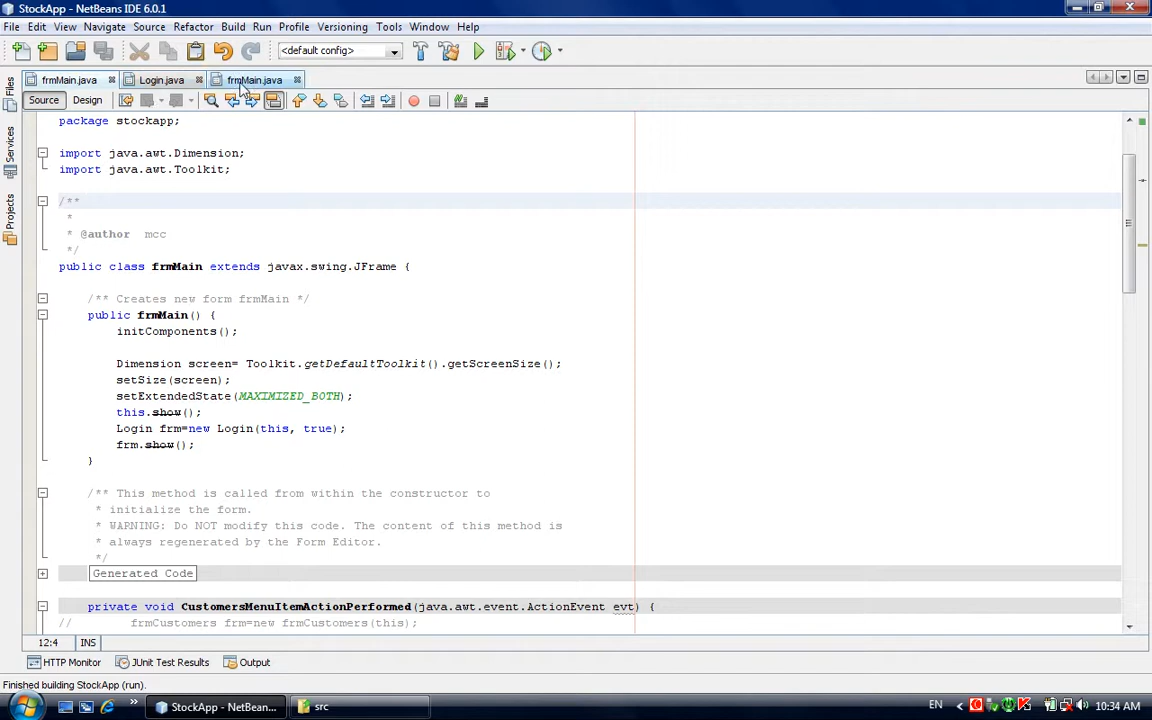 StockApp - NetBeans IDE 6.0.1
File Edit View Navigate Source Refactor Build Run Profile Versioning Tools Window Help
<default config>
frmMain.java Login.java frmMain.java
Source Design
Files
Services
Projects
package stockapp;
import java.awt.Dimension;
import java.awt.Toolkit;
/**
*
* @author mcc
*/
public class frmMain extends javax.swing.JFrame {
/** Creates new form frmMain */
public frmMain() {
initComponents();
Dimension screen= Toolkit.getDefaultToolkit().getScreenSize();
setSize(screen);
setExtendedState(MAXIMIZED_BOTH);
this.show();
Login frm=new Login(this, true);
frm.show();
}
/** This method is called from within the constructor to
* initialize the form.
* WARNING: Do NOT modify this code. The content of this method is
* always regenerated by the Form Editor.
*/
Generated Code
private void CustomersMenuItemActionPerformed(java.awt.event.ActionEvent evt) {
// frmCustomers frm=new frmCustomers(this);
12:4 INS
HTTP Monitor JUnit Test Results Output
Finished building StockApp (run).
StockApp - NetBean... src EN 10:34 AM